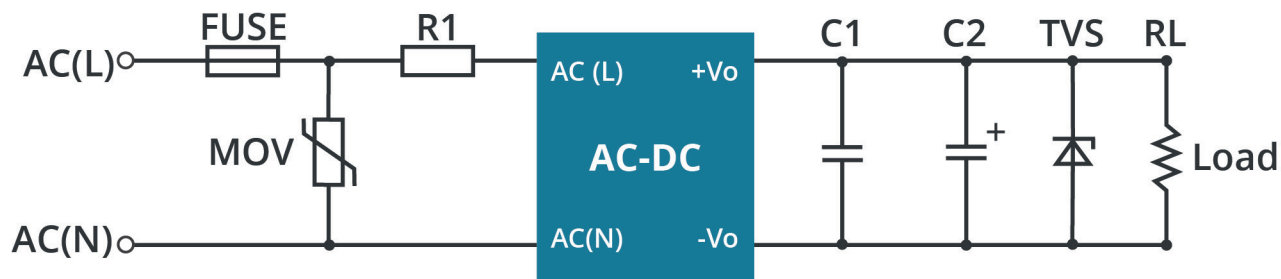 FUSE
R1
C1
C2
TVS
RL
AC(L)
AC (L)
+Vo
MOV
AC-DC
+
Load
AC(N)
AC(N)
-Vo